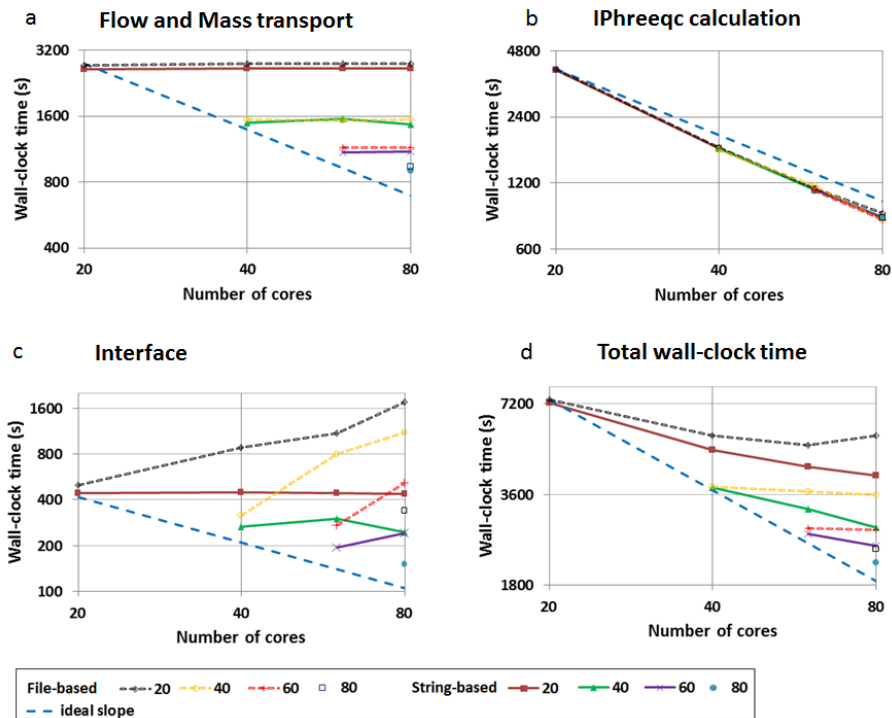 a
Flow and Mass transport
Wall-clock time (s)
3200
1600
800
400
20
40
80
Number of cores
b
IPhreeqc calculation
Wall-clock time (s)
4800
2400
1200
600
20
40
80
Number of cores
c
Interface
Wall-clock time (s)
1600
800
400
200
100
20
40
80
Number of cores
d
Total wall-clock time
Wall-clock time (s)
7200
3600
1800
20
40
80
Number of cores
File-based 20 40 60 80 String-based 20 40 60 80
ideal slope